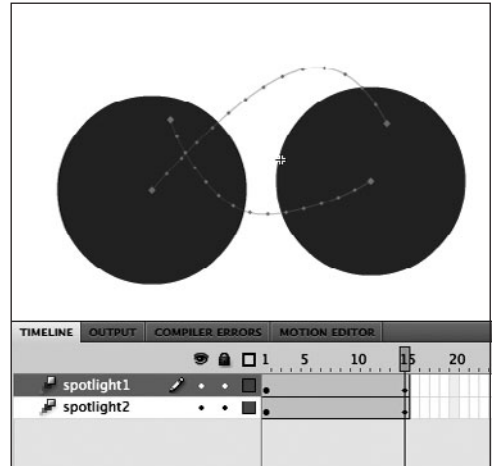 TIMELINE OUTPUT COMPILER ERRORS MOTION EDITOR
1 5 10 15 20
spotlight1
spotlight2